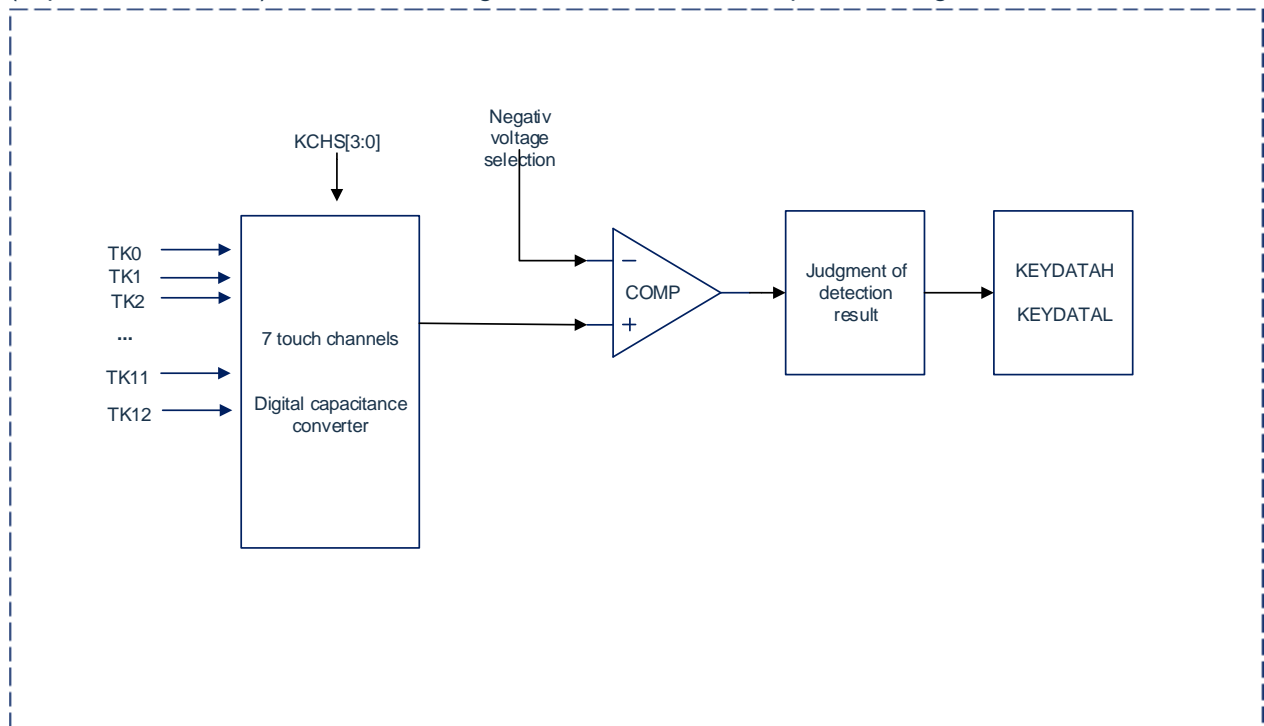 KCHS[3:0]
Negativ
voltage
selection
TK0
TK1
TK2
...
TK11
TK12
7 touch channels
Digital capacitance
converter
−
COMP
+
Judgment of
detection
result
KEYDATAH
KEYDATAL